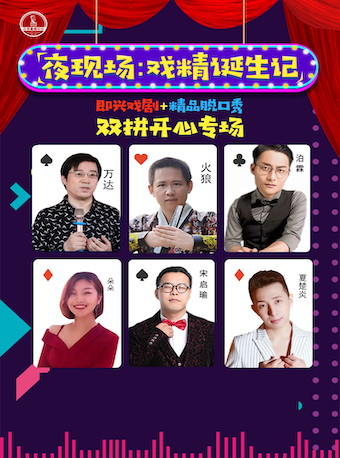 「夜现场:戏精诞生记」
即兴戏剧+精品脱口秀
双拼开心专场
万达
火狼
泊霖
朵朵
宋启瑜
夏楚炎